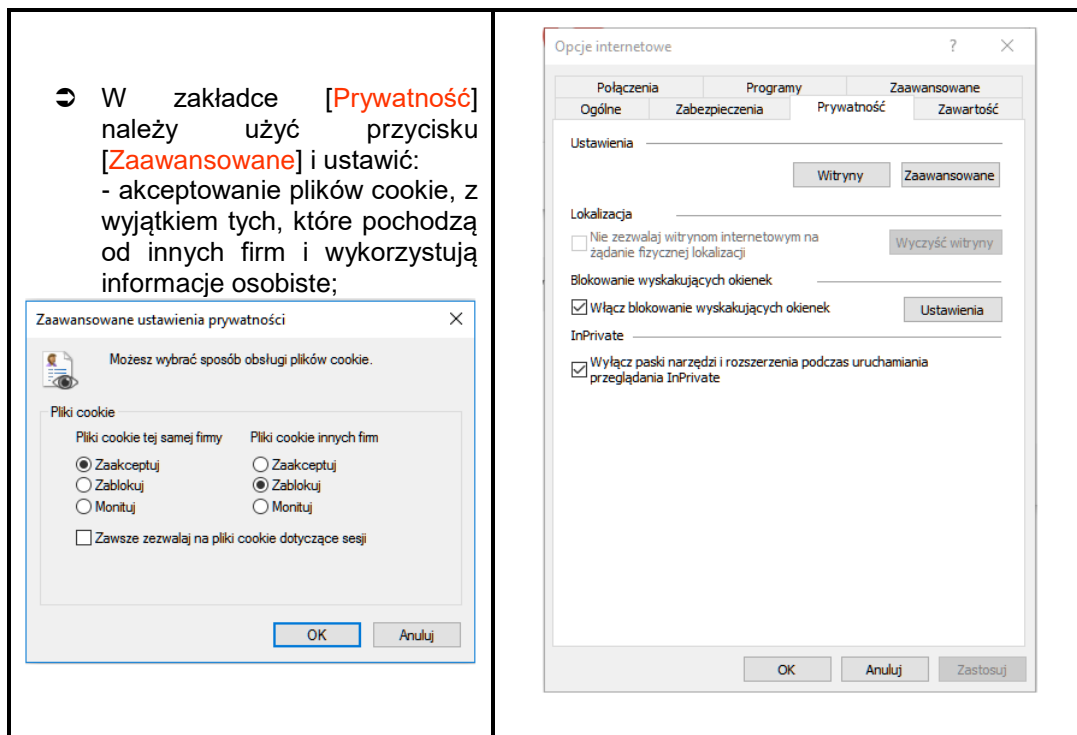 ➲ W zakładce [Prywatność]
należy użyć przycisku
[Zaawansowane] i ustawić:
- akceptowanie plików cookie, z
wyjątkiem tych, które pochodzą
od innych firm i wykorzystują
informacje osobiste;
Zaawansowane ustawienia prywatności
Możesz wybrać sposób obsługi plików cookie.
Pliki cookie
Pliki cookie tej samej firmy Pliki cookie innych firm
Zaakceptuj Zaakceptuj
Zablokuj Zablokuj
Monituj Monituj
Zawsze zezwalaj na pliki cookie dotyczące sesji
OK Anuluj
Opcje internetowe ?
Połączenia Programy Zaawansowane
Ogólne Zabezpieczenia Prywatność Zawartość
Ustawienia
Witryny Zaawansowane
Lokalizacja
Nie zezwalaj witrynom internetowym na
żądanie fizycznej lokalizacji
Wyczyść witryny
Blokowanie wyskakujących okienek
Włącz blokowanie wyskakujących okienek Ustawienia
InPrivate
Wyłącz paski narzędzi i rozszerzenia podczas uruchamiania
przeglądania InPrivate
OK Anuluj Zastosuj